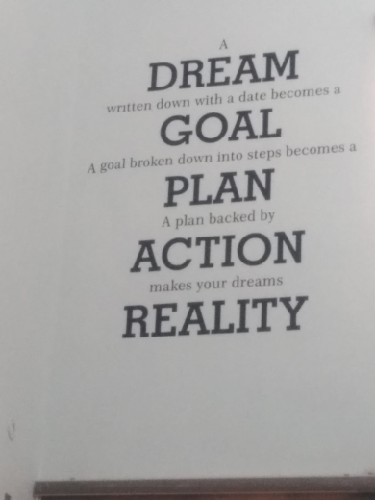 A
DREAM
written down with a date becomes a
GOAL
A goal broken down into steps becomes a
PLAN
A plan backed by
ACTION
makes your dreams
REALITY